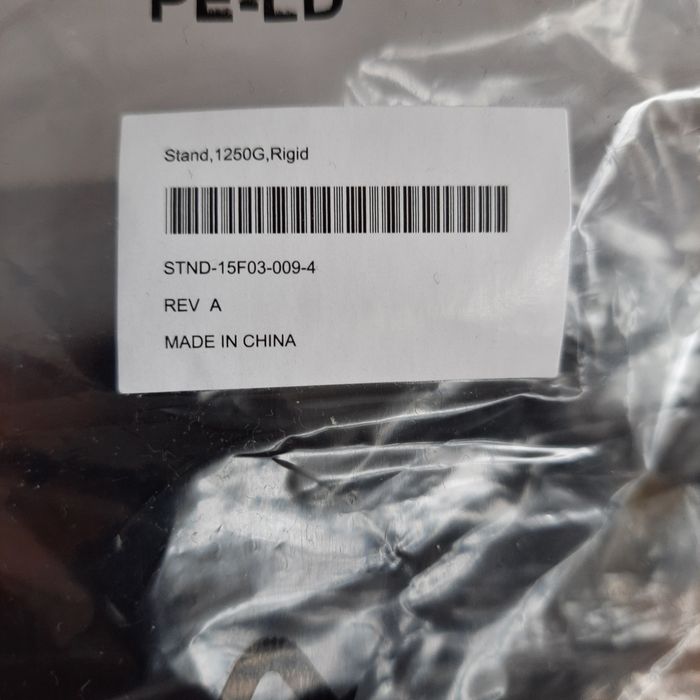 PE-LD
Stand,1250G,Rigid
STND-15F03-009-4
REV A
MADE IN CHINA